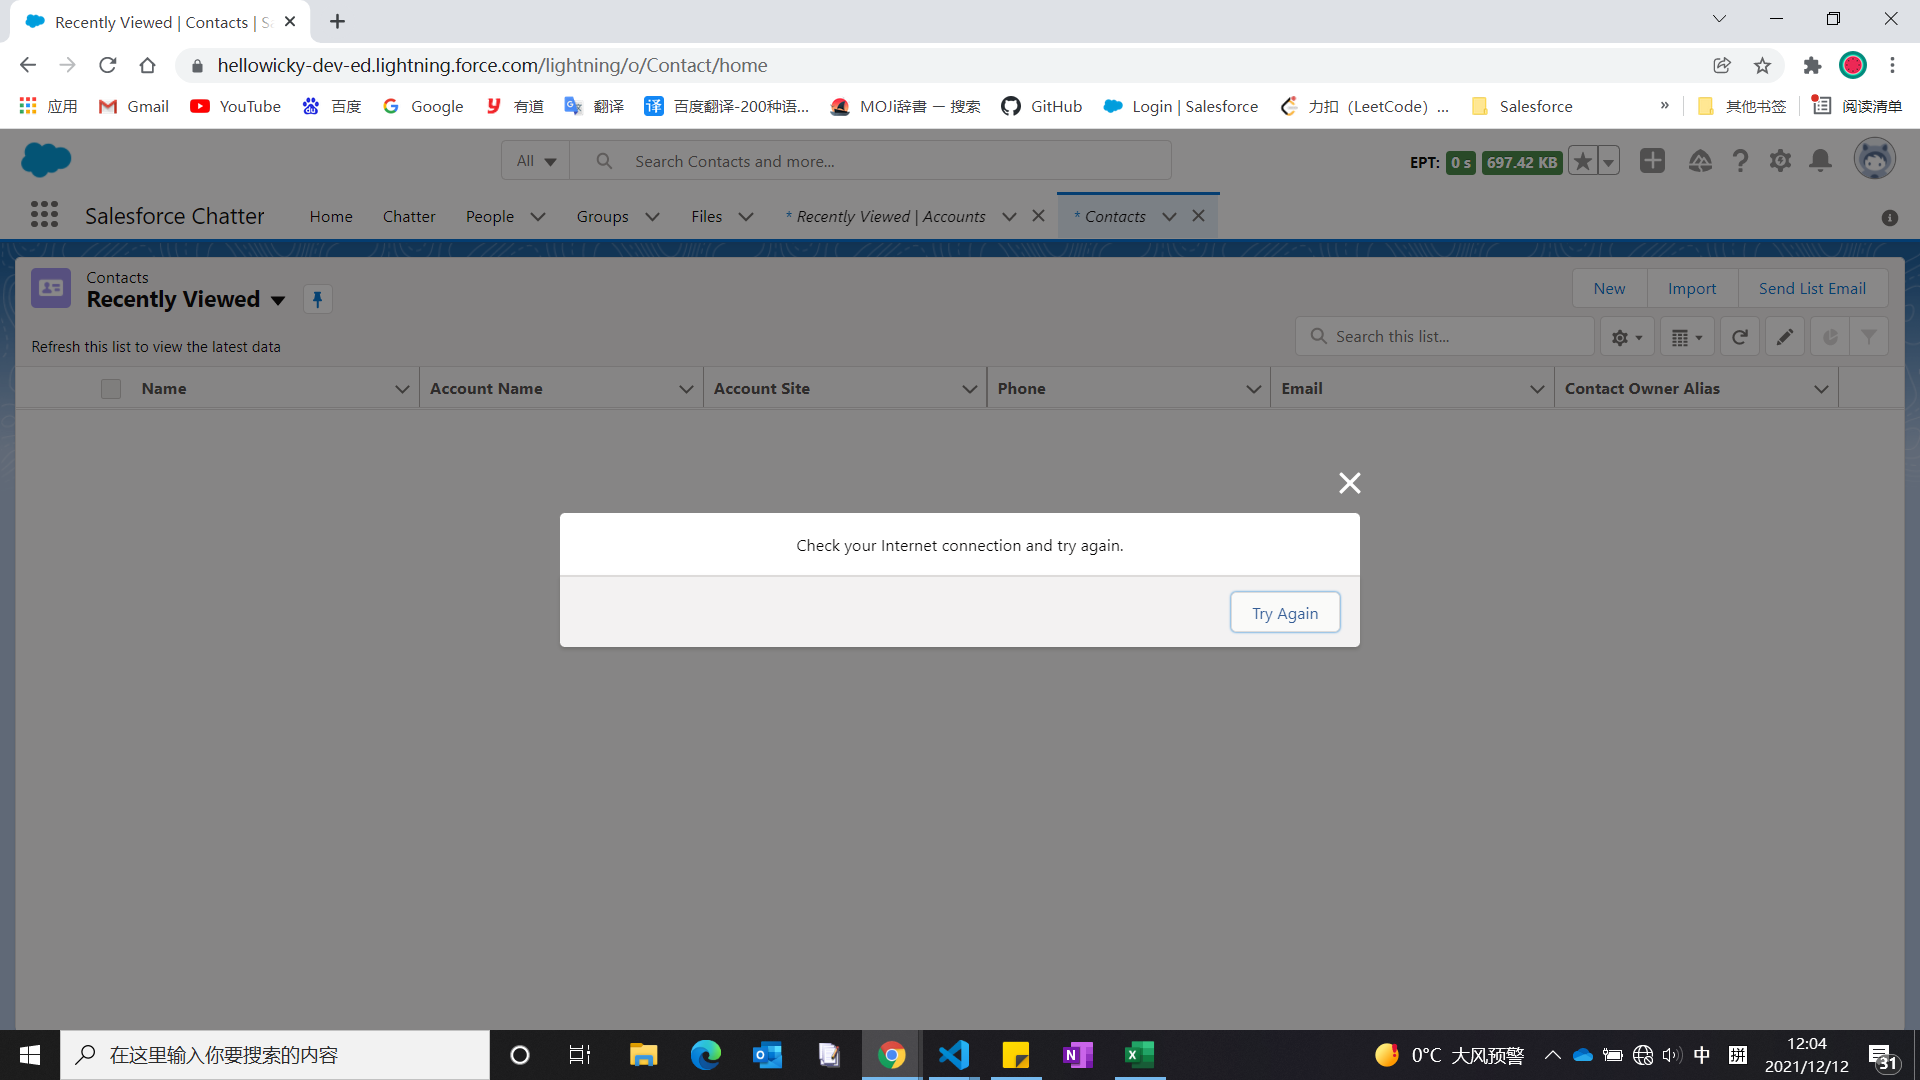 Recently Viewed | Contacts | S
hellowicky-dev-ed.lightning.force.com/lightning/o/Contact/home
应用 Gmail YouTube 百度 Google 有道 翻译 百度翻译-200种语... MOJi辞書 ー 搜索 GitHub Login | Salesforce 力扣（LeetCode）... Salesforce » 其他书签 阅读清单
All Search Contacts and more... EPT: 0 s 697.42 KB
Salesforce Chatter Home Chatter People Groups Files * Recently Viewed | Accounts * Contacts
Contacts
Recently Viewed
New Import Send List Email
Refresh this list to view the latest data
Search this list...
Name Account Name Account Site Phone Email Contact Owner Alias
Check your Internet connection and try again.
Try Again
在这里输入你要搜索的内容
0°C 大风预警 中 拼
12:04
2021/12/12
31